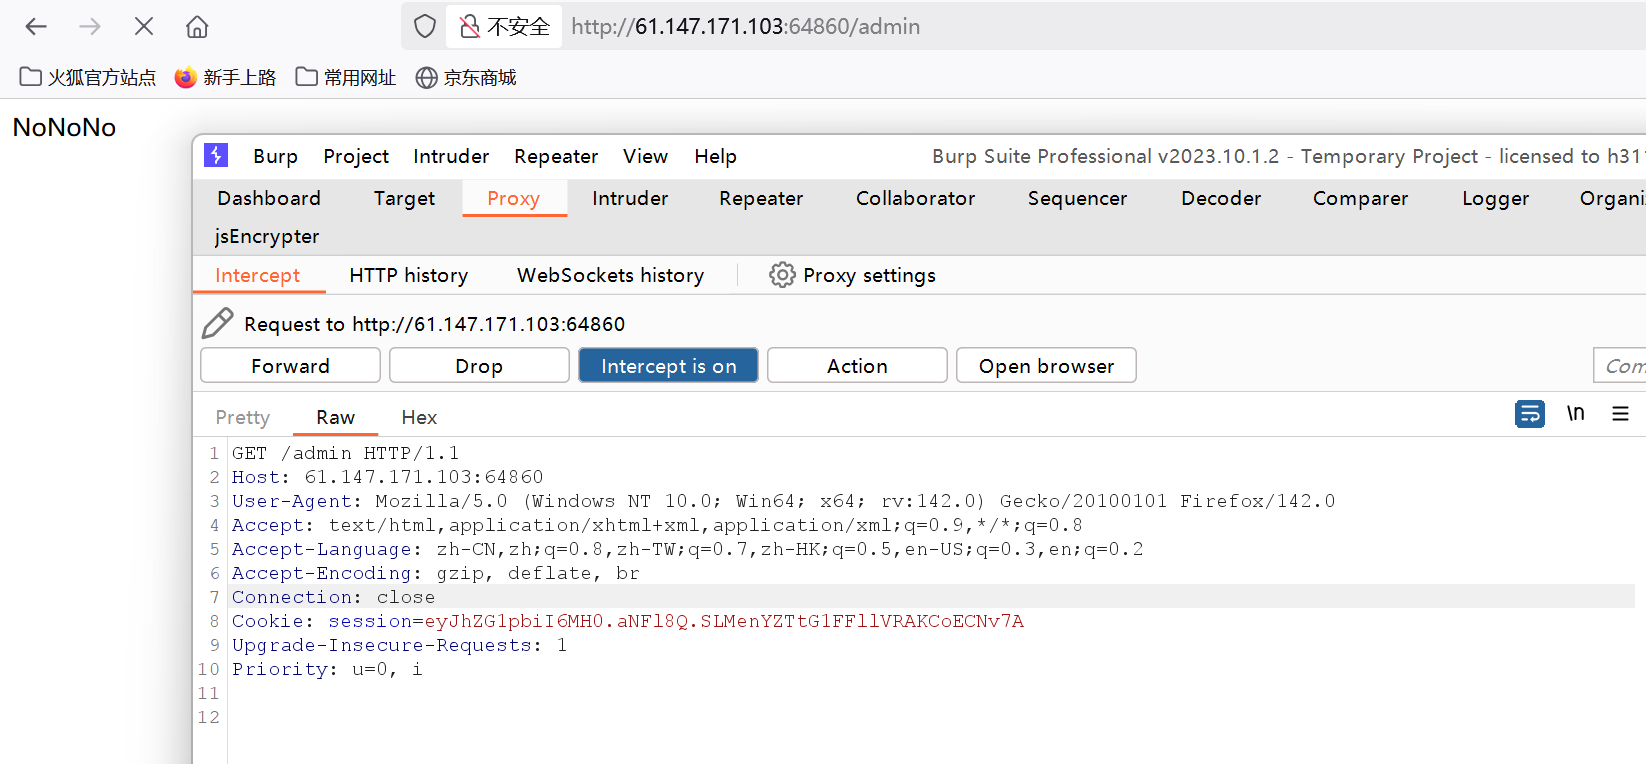 不安全 http://61.147.171.103:64860/admin
火狐官方站点 新手上路 常用网址 京东商城
NoNoNo
Burp Project Intruder Repeater View Help Burp Suite Professional v2023.10.1.2 - Temporary Project - licensed to h31
Dashboard Target Proxy Intruder Repeater Collaborator Sequencer Decoder Comparer Logger Organi
jsEncrypter
Intercept HTTP history WebSockets history Proxy settings
Request to http://61.147.171.103:64860
Forward Drop Intercept is on Action Open browser Com
Pretty Raw Hex \n
1 GET /admin HTTP/1.1
2 Host: 61.147.171.103:64860
3 User-Agent: Mozilla/5.0 (Windows NT 10.0; Win64; x64; rv:142.0) Gecko/20100101 Firefox/142.0
4 Accept: text/html,application/xhtml+xml,application/xml;q=0.9,*/*;q=0.8
5 Accept-Language: zh-CN,zh;q=0.8,zh-TW;q=0.7,zh-HK;q=0.5,en-US;q=0.3,en;q=0.2
6 Accept-Encoding: gzip, deflate, br
7 Connection: close
8 Cookie: session=eyJhZG1pbiI6MH0.aNFl8Q.SLMenYZTtG1FFllVRAKCoECNv7A
9 Upgrade-Insecure-Requests: 1
10 Priority: u=0, i
11
12